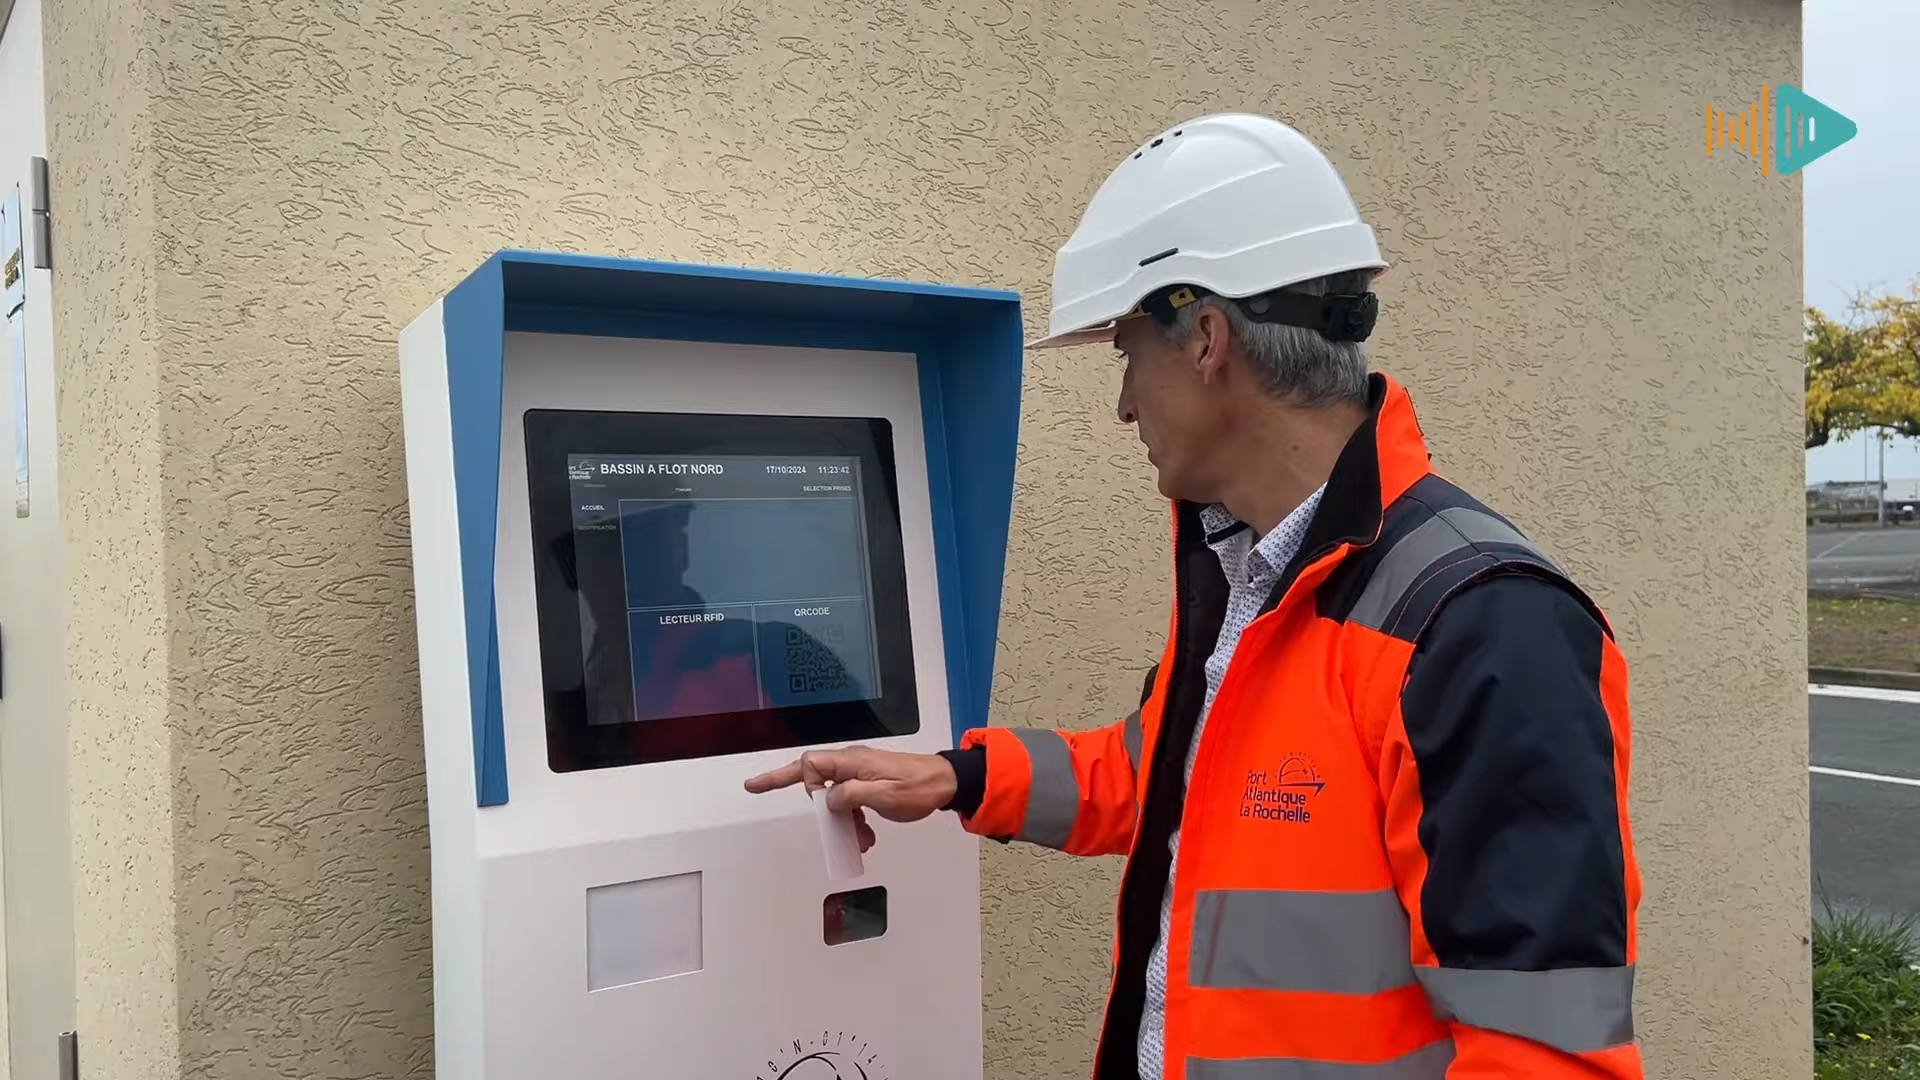 BASSIN A FLOT NORD
17/10/2024 11:23:42
SELECTION PRISES
ACCUEIL
IDENTIFICATION
LECTEUR RFID
QRCODE
Port
Atlantique
La Rochelle